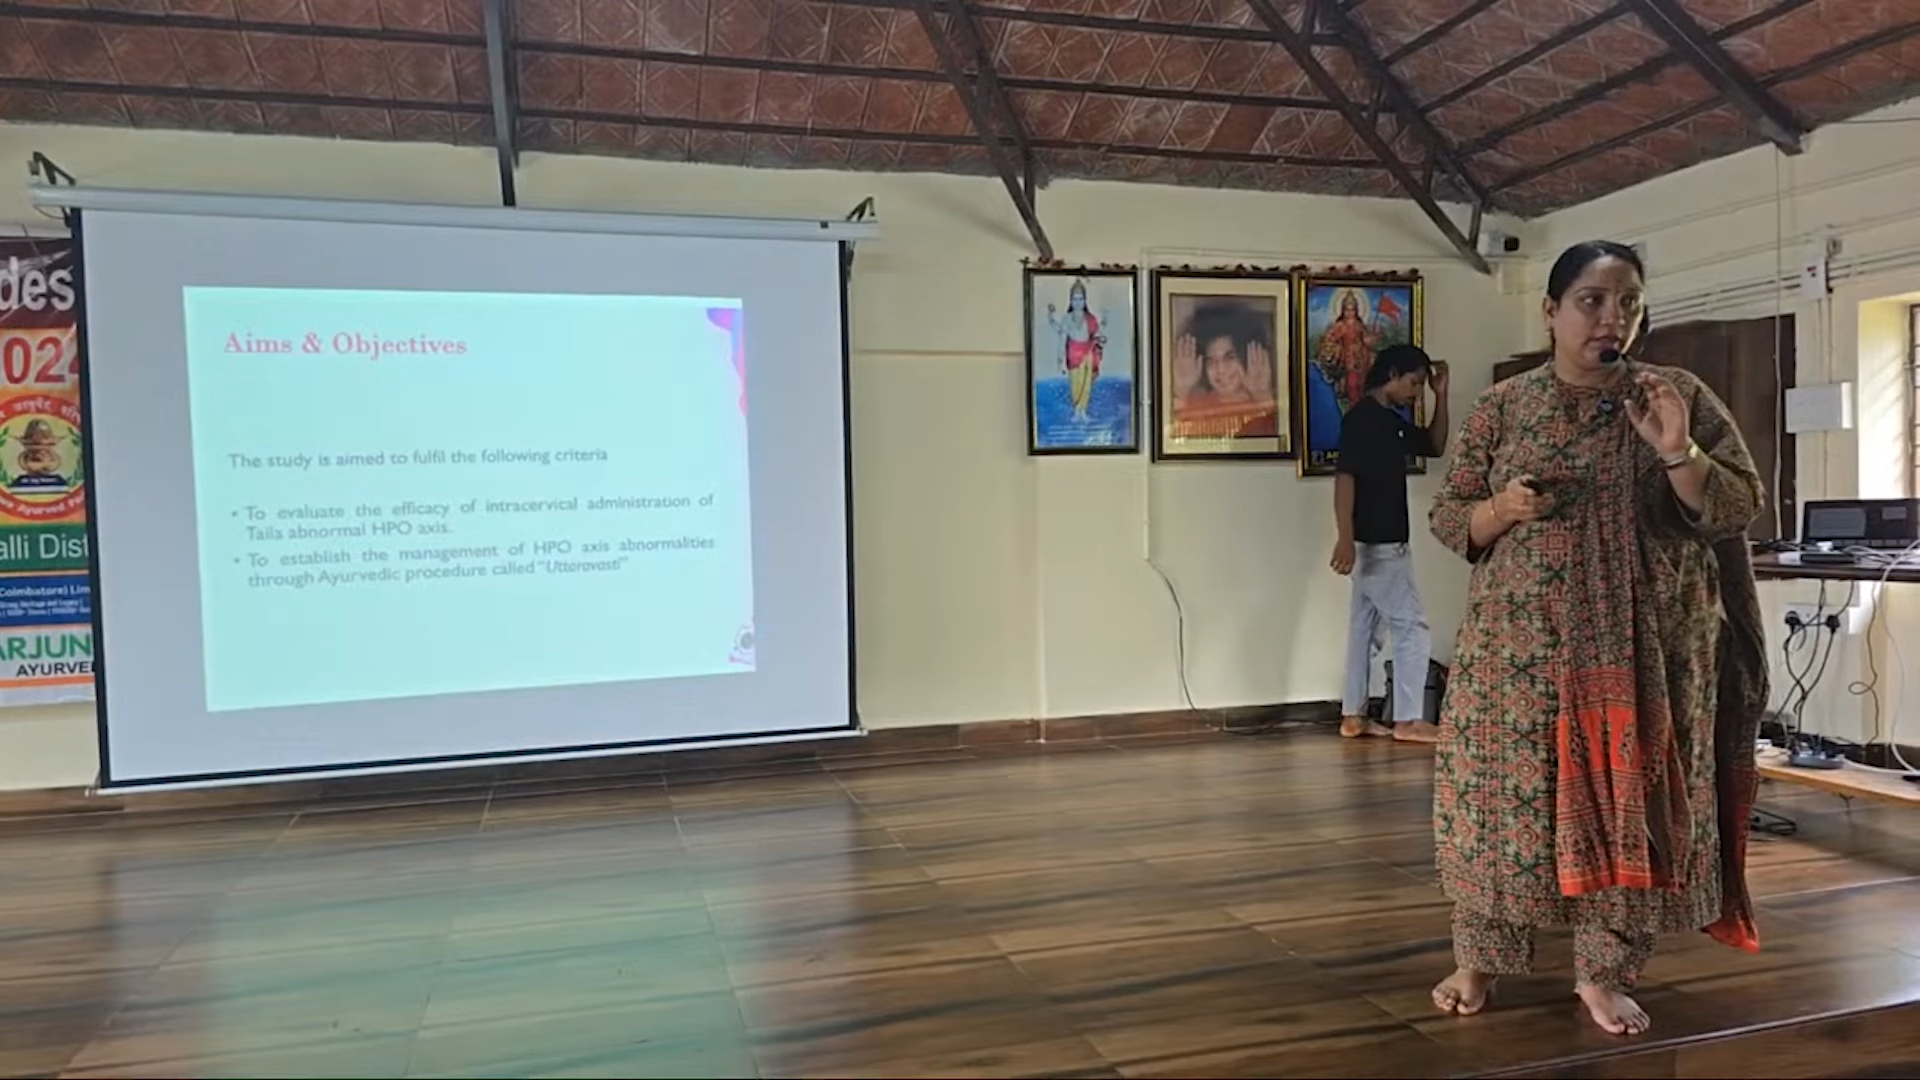 des
024
alli Dist
Coimbatore) Lim
ARJUN
AYURVE
Aims & Objectives
The study is aimed to fulfil the following criteria
• To evaluate the efficacy of intracervical administration of
Taila abnormal HPO axis.
• To establish the management of HPO axis abnormalities
through Ayurvedic procedure called "Uttaravasti"